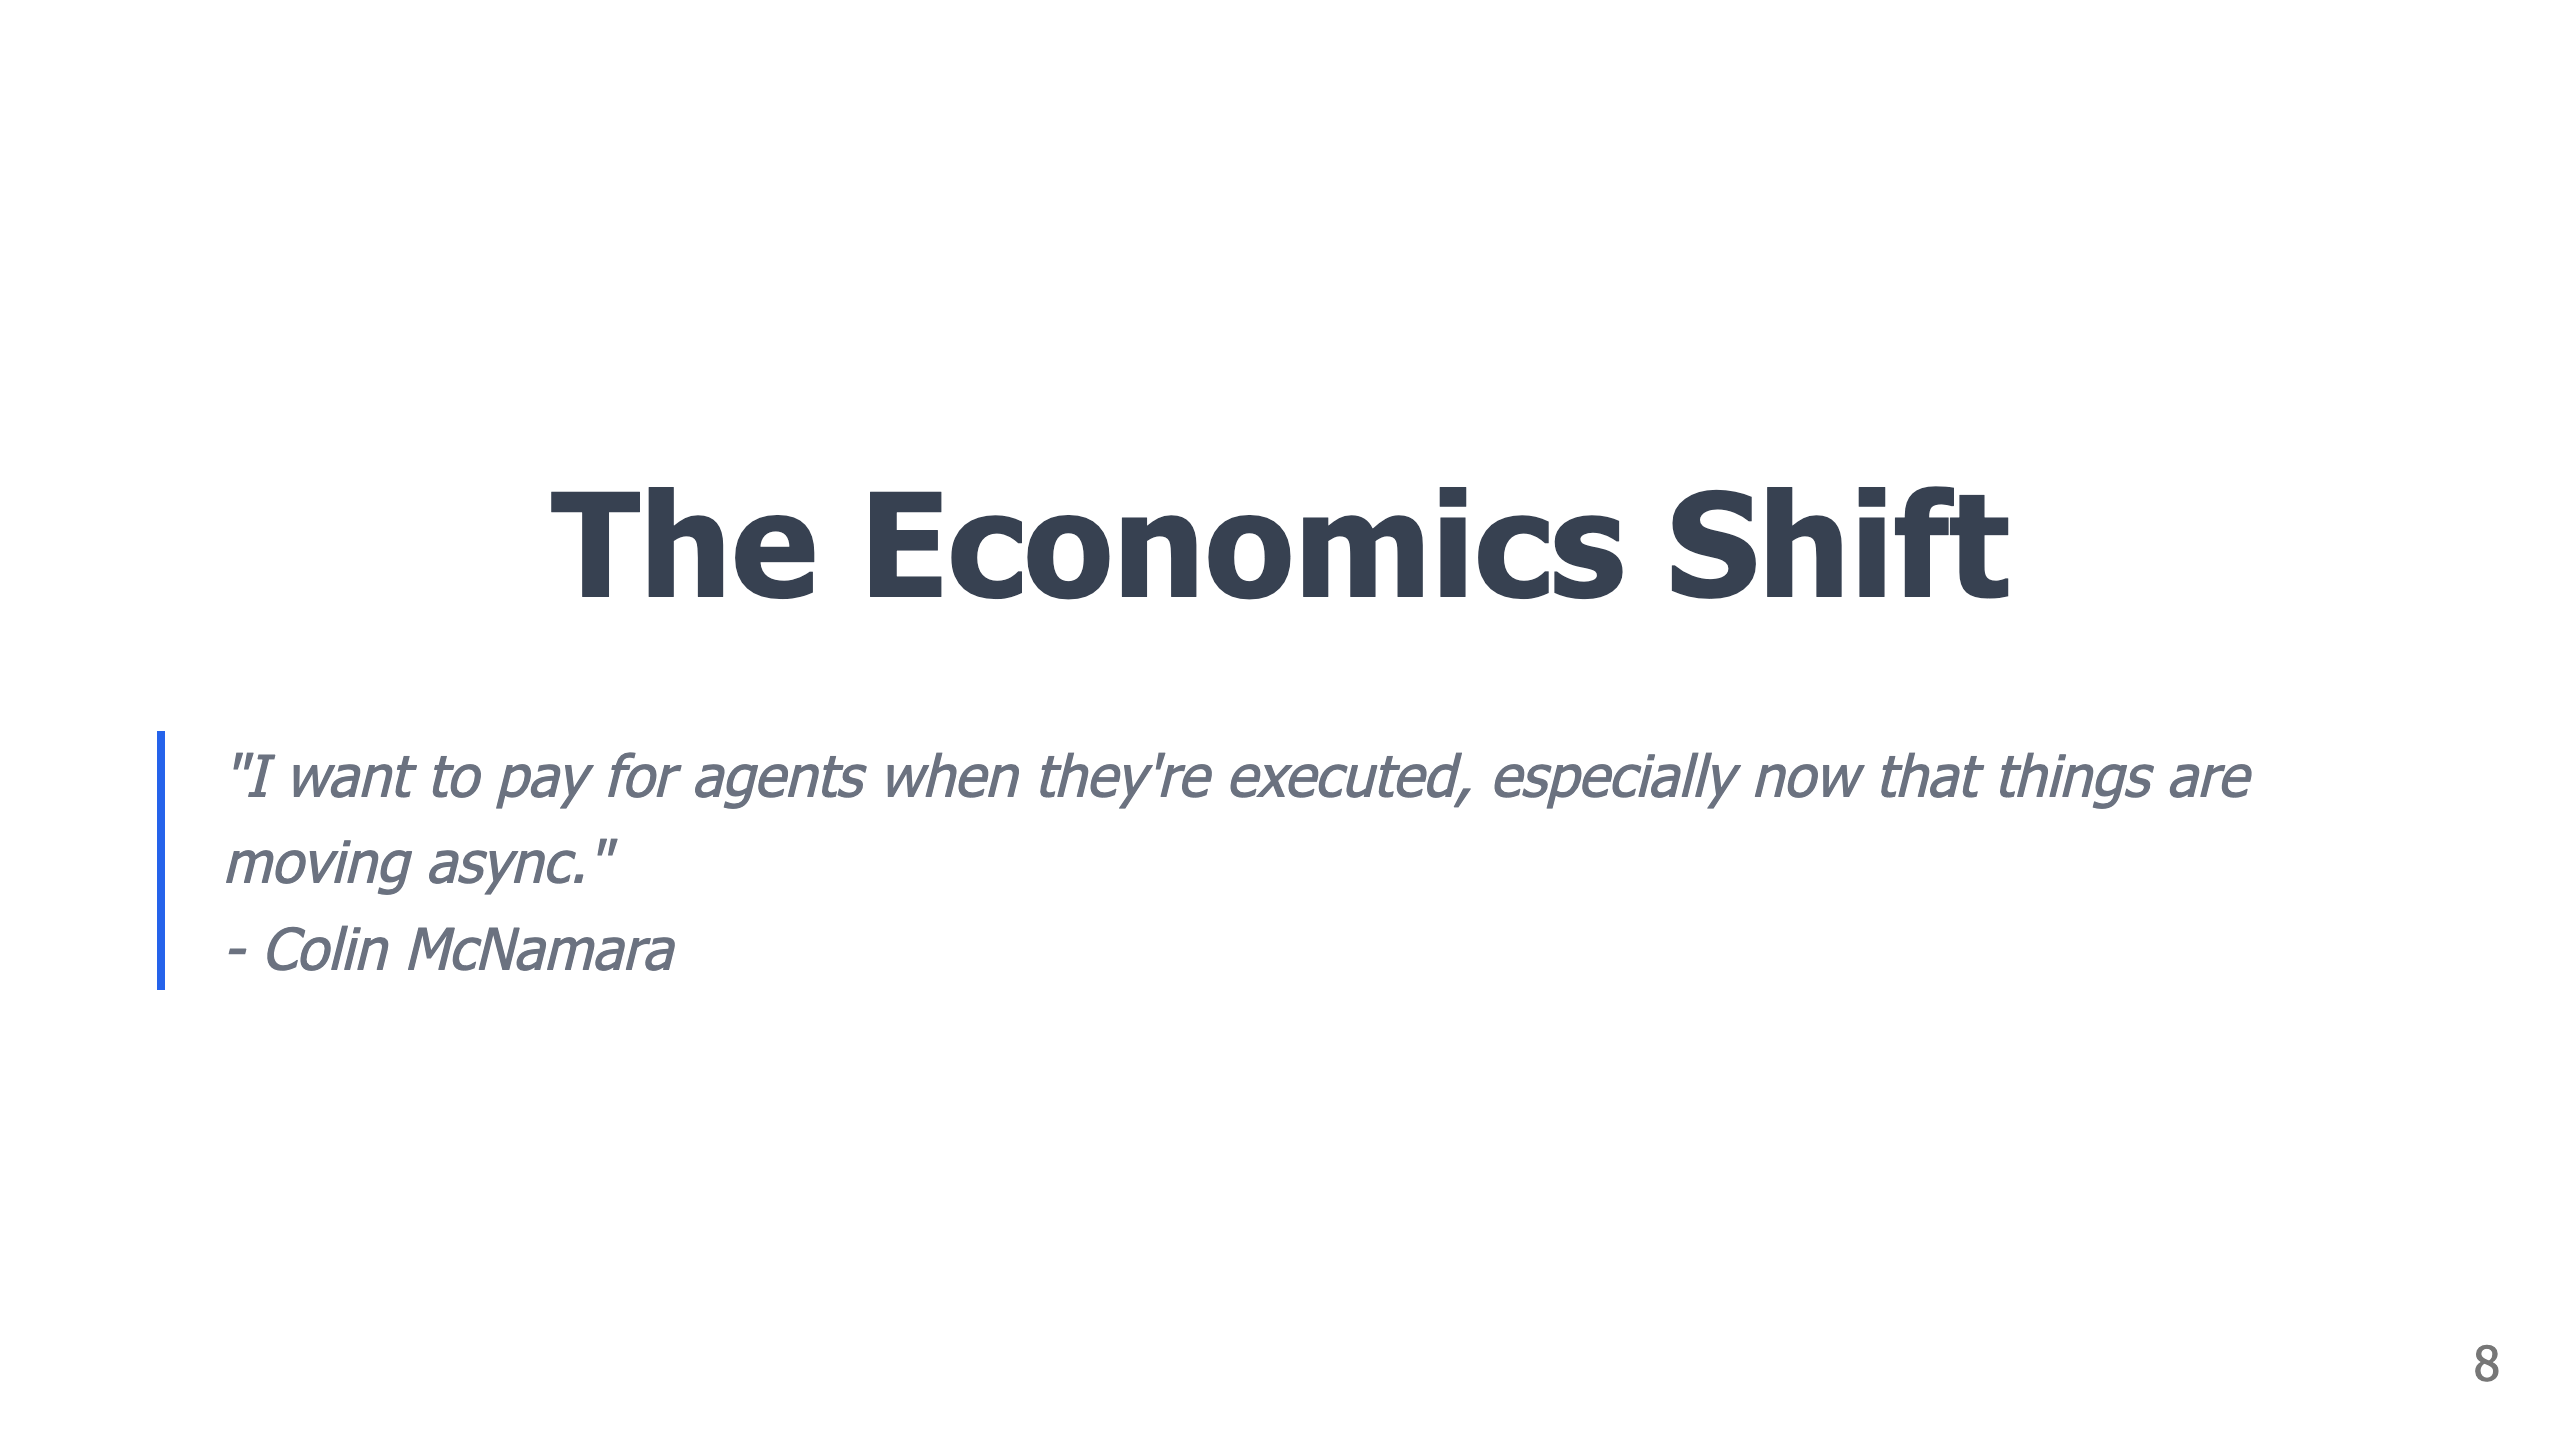 The Economics Shift
"I want to pay for agents when they're executed, especially now that things are
moving async."
- Colin McNamara
8